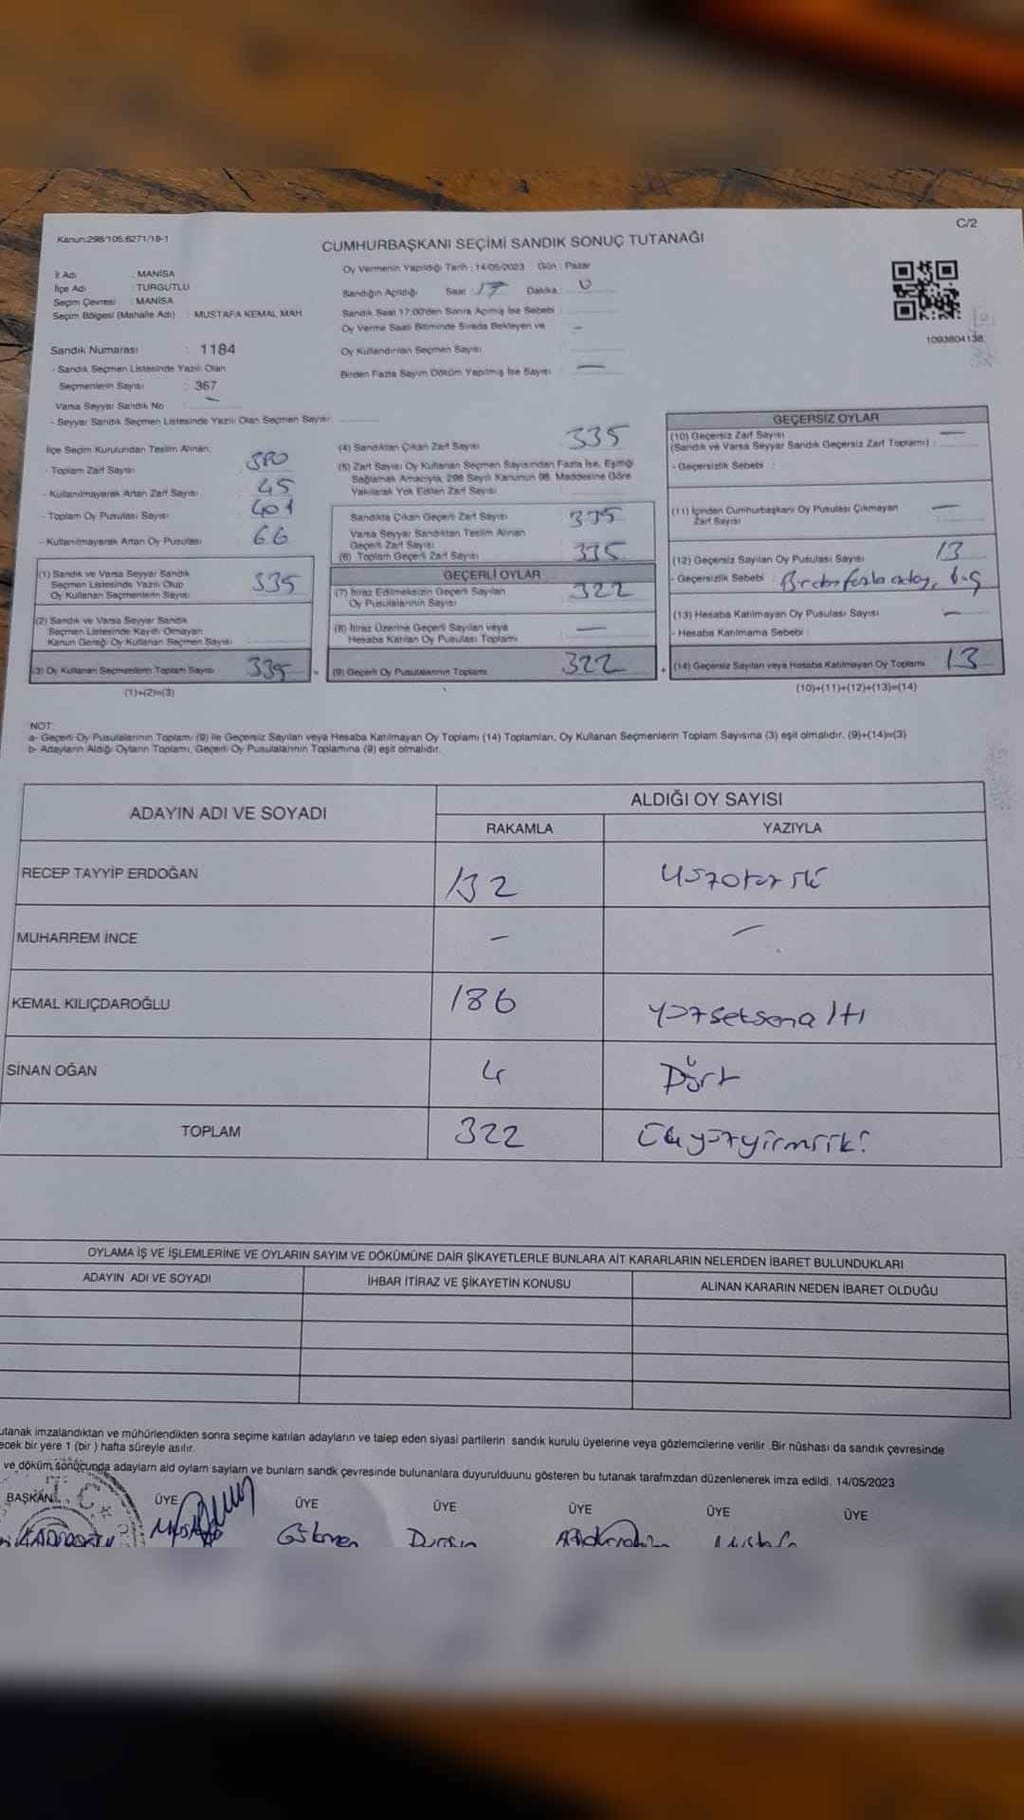 Kanun:298/105:6271/18-1
C/2
CUMHURBAŞKANI SEÇİMİ SANDIK SONUÇ TUTANAĞI
İl Adı : MANİSA
İlçe Adı : TURGUTLU
Seçim Çevresi : MANİSA
Seçim Bölgesi (Mahalle Adı) : MUSTAFA KEMAL MAH
Sandık Numarası : 1184
- Sandık Seçmen Listesinde Yazılı Olan
Seçmenlerin Sayısı : 367
Varsa Seyyar Sandık No –
- Seyyar Sandık Seçmen Listesinde Yazılı Olan Seçmen Sayısı
Oy Vermenin Yapıldığı Tarih : 14/05/2023 Gün : Pazar
Sandığın Açıldığı Saat : 17 Dakika : 0
Sandık Saat 17:00'den Sonra Açılmış İse Sebebi
Oy Verme Saati Bitiminde Sırada Bekleyen ve –
Oy Kullandırılan Seçmen Sayısı
Birden Fazla Sayım Döküm Yapılmış İse Sayısı –
1093804138
İlçe Seçim Kurulundan Teslim Alınan;
- Toplam Zarf Sayısı 380
- Kullanılmayarak Artan Zarf Sayısı 45
- Toplam Oy Pusulası Sayısı 401
- Kullanılmayarak Artan Oy Pusulası 66
(1) Sandık ve Varsa Seyyar Sandık
Seçmen Listesinde Yazılı Olup
Oy Kullanan Seçmenlerin Sayısı 335
(2) Sandık ve Varsa Seyyar Sandık
Seçmen Listesinde Kayıtlı Olmayan
Kanun Gereği Oy Kullanan Seçmen Sayısı
(3) Oy Kullanan Seçmenlerin Toplam Sayısı 335 =
(1)+(2)=(3)
(4) Sandıktan Çıkan Zarf Sayısı 335
(5) Zarf Sayısı Oy Kullanan Seçmen Sayısından Fazla İse, Eşitliği
Sağlamak Amacıyla, 298 Sayılı Kanunun 98. Maddesine Göre
Yakılarak Yok Edilen Zarf Sayısı
Sandıkta Çıkan Geçerli Zarf Sayısı 335
Varsa Seyyar Sandıktan Teslim Alınan
Geçerli Zarf Sayısı
(6) Toplam Geçerli Zarf Sayısı 335
GEÇERLİ OYLAR
(7) İtiraz Edilmeksizin Geçerli Sayılan
Oy Pusulalarının Sayısı 322
(8) İtiraz Üzerine Geçerli Sayılan veya
Hesaba Katılan Oy Pusulası Toplamı –
(9) Geçerli Oy Pusulalarının Toplamı 322 +
GEÇERSİZ OYLAR
(10) Geçersiz Zarf Sayısı –
(Sandık ve Varsa Seyyar Sandık Geçersiz Zarf Toplamı) :
- Geçersizlik Sebebi :
(11) İçinden Cumhurbaşkanı Oy Pusulası Çıkmayan
Zarf Sayısı –
(12) Geçersiz Sayılan Oy Pusulası Sayısı 13
- Geçersizlik Sebebi : Birden fazla aday,
(13) Hesaba Katılmayan Oy Pusulası Sayısı –
- Hesaba Katılmama Sebebi :
(14) Geçersiz Sayılan veya Hesaba Katılmayan Oy Toplamı 13
(10)+(11)+(12)+(13)=(14)
NOT:
a- Geçerli Oy Pusulalarının Toplamı (9) ile Geçersiz Sayılan veya Hesaba Katılmayan Oy Toplamı (14) Toplamları, Oy Kullanan Seçmenlerin Toplam Sayısına (3) eşit olmalıdır. (9)+(14)=(3)
b- Adayların Aldığı Oyların Toplamı, Geçerli Oy Pusulalarının Toplamına (9) eşit olmalıdır.
ADAYIN ADI VE SOYADI
ALDIĞI OY SAYISI
RAKAMLA YAZIYLA
RECEP TAYYİP ERDOĞAN 132 Yüzotuziki
MUHARREM İNCE – –
KEMAL KILIÇDAROĞLU 186 yüzseksenaltı
SİNAN OĞAN 4 Dört
TOPLAM 322 Üçyüzyirmiiki
OYLAMA İŞ VE İŞLEMLERİNE VE OYLARIN SAYIM VE DÖKÜMÜNE DAİR ŞİKAYETLERLE BUNLARA AİT KARARLARIN NELERDEN İBARET BULUNDUKLARI
ADAYIN ADI VE SOYADI İHBAR İTİRAZ VE ŞİKAYETİN KONUSU ALINAN KARARIN NEDEN İBARET OLDUĞU
utanak imzalandıktan ve mühürlendikten sonra seçime katılan adayların ve talep eden siyasi partilerin sandık kurulu üyelerine veya gözlemcilerine verilir .Bir nüshası da sandık çevresinde
ecek bir yere 1 (bir ) hafta süreyle asılır.
ve döküm sonucunda adayların ald oyların sayların ve bunların sandk çevresinde bulunanlara duyurulduunu gösteren bu tutanak tarafmzdan düzenlenerek imza edildi. 14/05/2023
BAŞKAN ÜYE ÜYE ÜYE ÜYE ÜYE ÜYE
T.C.
Mustafa Gökmen Dursun Mustafa